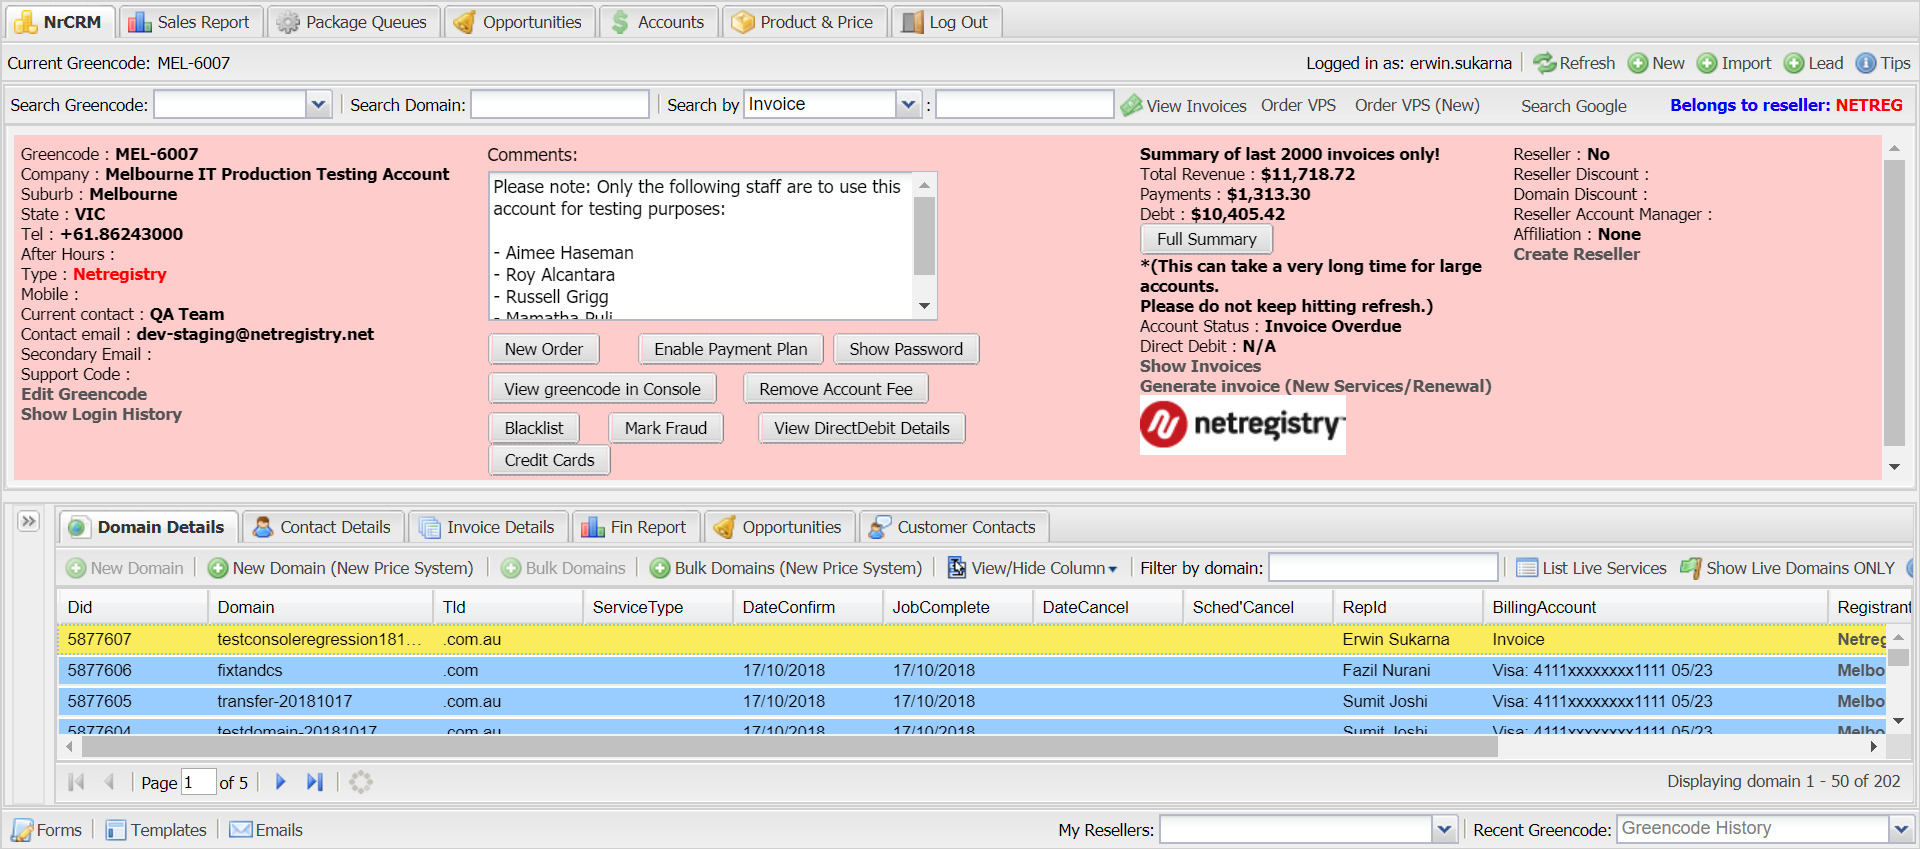 NrCRM Sales Report Package Queues Opportunities Accounts Product & Price Log Out
Current Greencode: MEL-6007 Logged in as: erwin.sukarna Refresh New Import Lead Tips
Search Greencode: Search Domain: Search by Invoice : View Invoices Order VPS Order VPS (New) Search Google Belongs to reseller: NETREG
Greencode : MEL-6007
Company : Melbourne IT Production Testing Account
Suburb : Melbourne
State : VIC
Tel : +61.86243000
After Hours :
Type : Netregistry
Mobile :
Current contact : QA Team
Contact email : dev-staging@netregistry.net
Secondary Email :
Support Code :
Edit Greencode
Show Login History
Comments:
Please note: Only the following staff are to use this
account for testing purposes:
- Aimee Haseman
- Roy Alcantara
- Russell Grigg
- Mamatha Puli
New Order Enable Payment Plan Show Password
View greencode in Console Remove Account Fee
Blacklist Mark Fraud View DirectDebit Details
Credit Cards
Summary of last 2000 invoices only!
Total Revenue : $11,718.72
Payments : $1,313.30
Debt : $10,405.42
Full Summary
*(This can take a very long time for large
accounts.
Please do not keep hitting refresh.)
Account Status : Invoice Overdue
Direct Debit : N/A
Show Invoices
Generate invoice (New Services/Renewal)
netregistry
Reseller : No
Reseller Discount :
Domain Discount :
Reseller Account Manager :
Affiliation : None
Create Reseller
Domain Details Contact Details Invoice Details Fin Report Opportunities Customer Contacts
New Domain New Domain (New Price System) Bulk Domains Bulk Domains (New Price System) View/Hide Column Filter by domain: List Live Services Show Live Domains ONLY
Did Domain Tld ServiceType DateConfirm JobComplete DateCancel Sched'Cancel RepId BillingAccount Registrant
5877607 testconsoleregression181... .com.au Erwin Sukarna Invoice Netreg
5877606 fixtandcs .com 17/10/2018 17/10/2018 Fazil Nurani Visa: 4111xxxxxxxx1111 05/23 Melbo
5877605 transfer-20181017 .com.au 17/10/2018 17/10/2018 Sumit Joshi Visa: 4111xxxxxxxx1111 05/23 Melbo
5877604 testdomain-20181017 .com.au 17/10/2018 17/10/2018 Sumit Joshi Visa: 4111xxxxxxxx1111 05/23 Melbo
Page 1 of 5 Displaying domain 1 - 50 of 202
Forms Templates Emails My Resellers: Recent Greencode: Greencode History